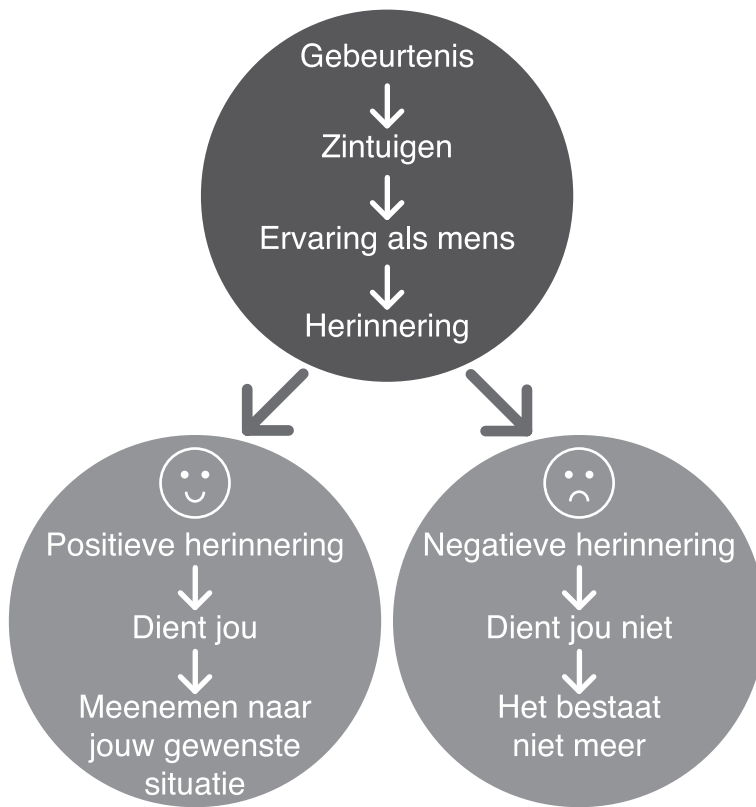 Gebeurtenis
Zintuigen
Ervaring als mens
Herinnering
Positieve herinnering
Dient jou
Meenemen naar
jouw gewenste
situatie
Negatieve herinnering
Dient jou niet
Het bestaat
niet meer